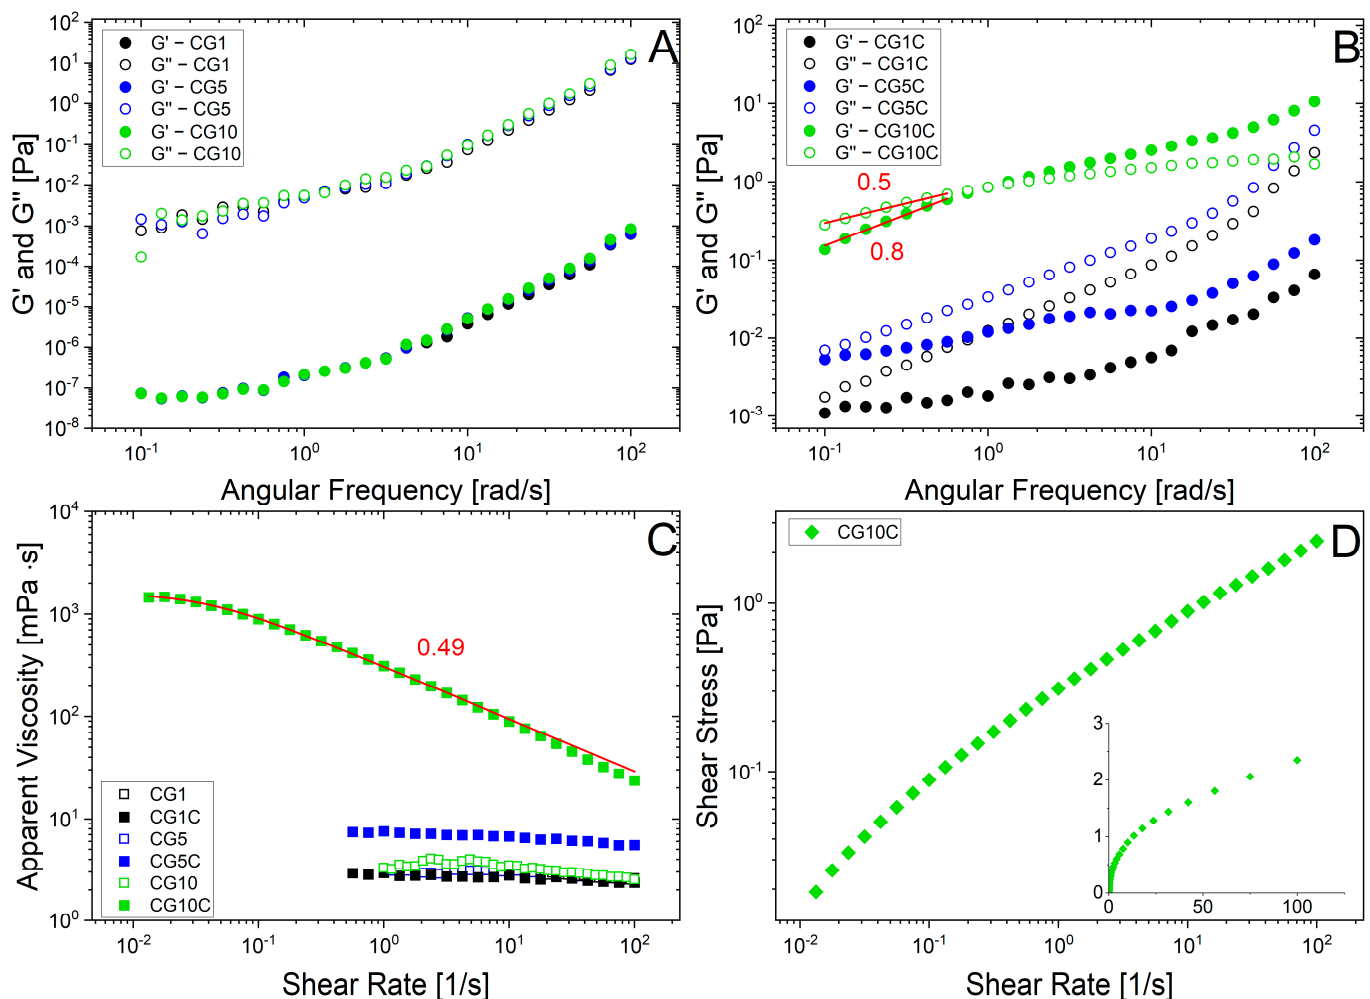 A
G' − CG1
G'' − CG1
G' − CG5
G'' − CG5
G' − CG10
G'' − CG10
10²
10¹
10⁰
10⁻¹
10⁻²
10⁻³
10⁻⁴
10⁻⁵
10⁻⁶
10⁻⁷
10⁻⁸
G' and G'' [Pa]
10⁻¹ 10⁰ 10¹ 10²
Angular Frequency [rad/s]
B
G' − CG1C
G'' − CG1C
G' − CG5C
G'' − CG5C
G' − CG10C
G'' − CG10C
0.5
0.8
10²
10¹
10⁰
10⁻¹
10⁻²
10⁻³
G' and G'' [Pa]
10⁻¹ 10⁰ 10¹ 10²
Angular Frequency [rad/s]
C
0.49
CG1
CG1C
CG5
CG5C
CG10
CG10C
10⁴
10³
10²
10¹
10⁰
Apparent Viscosity [mPa ·s]
10⁻² 10⁻¹ 10⁰ 10¹ 10²
Shear Rate [1/s]
D
CG10C
10⁰
10⁻¹
Shear Stress [Pa]
3
2
1
0
0 50 100
10⁻² 10⁻¹ 10⁰ 10¹ 10²
Shear Rate [1/s]